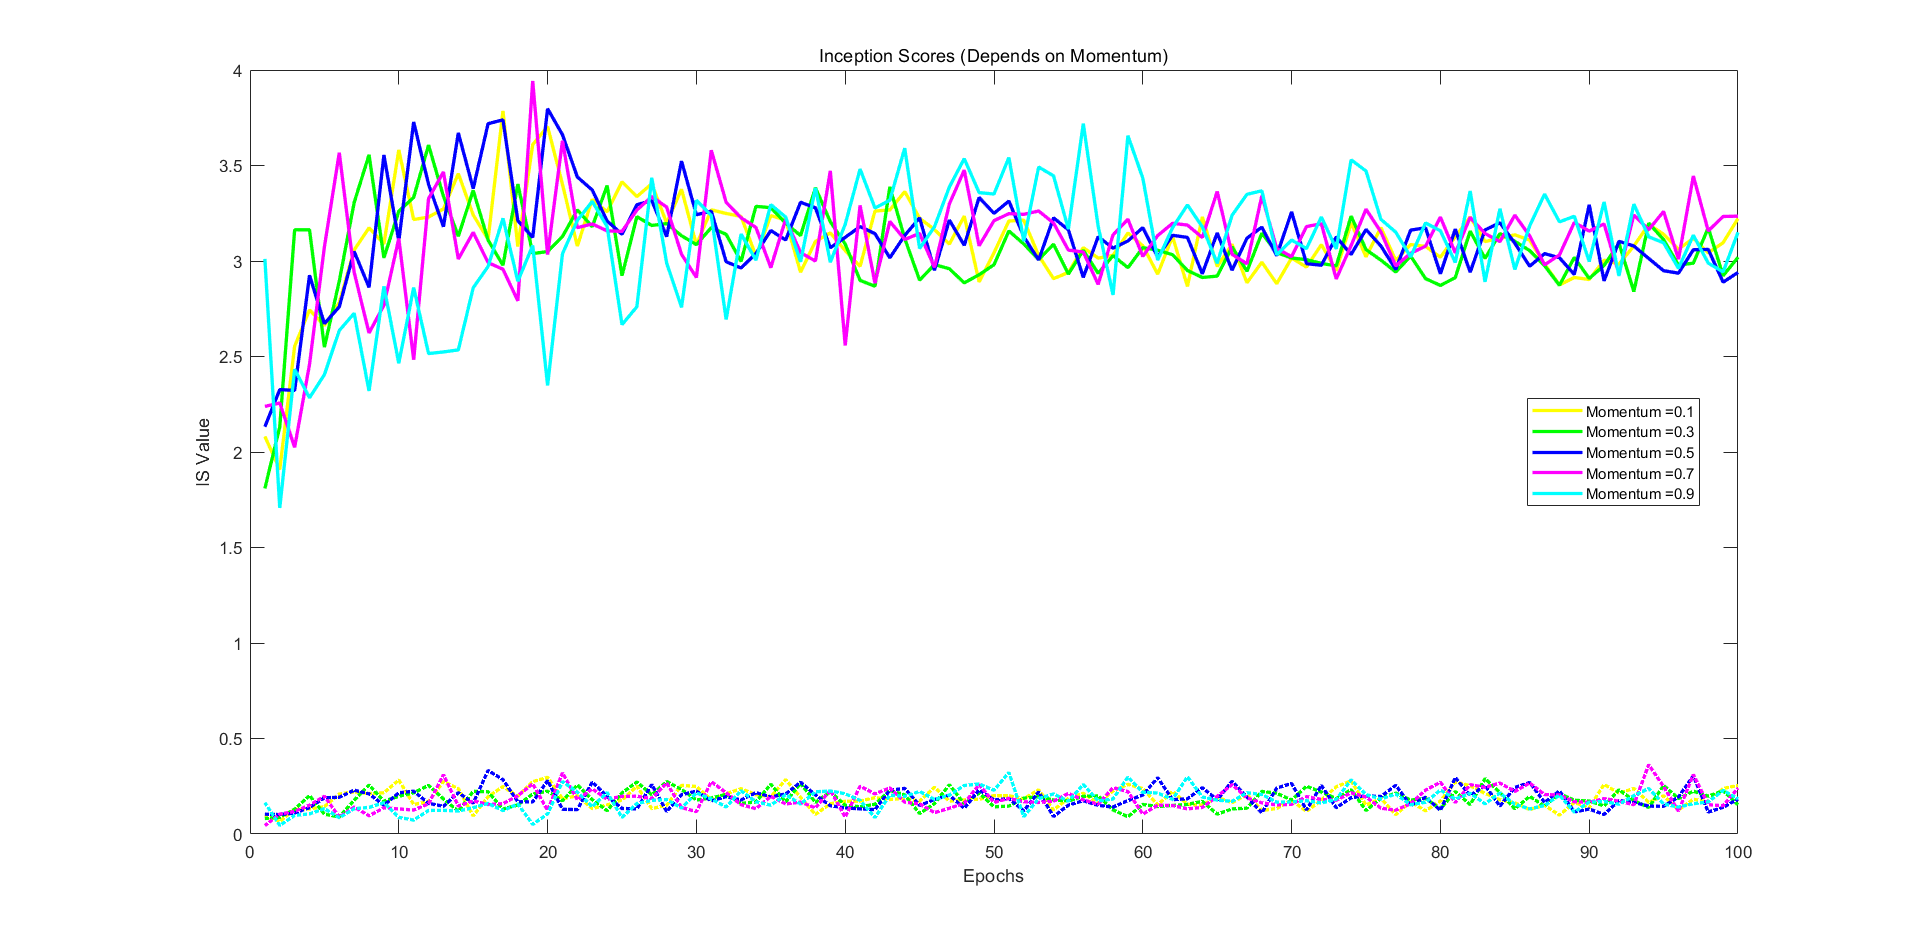 Inception Scores (Depends on Momentum)
4
3.5
3
2.5
2
1.5
1
0.5
0
IS Value
Momentum =0.1
Momentum =0.3
Momentum =0.5
Momentum =0.7
Momentum =0.9
0 10 20 30 40 50 60 70 80 90 100
Epochs